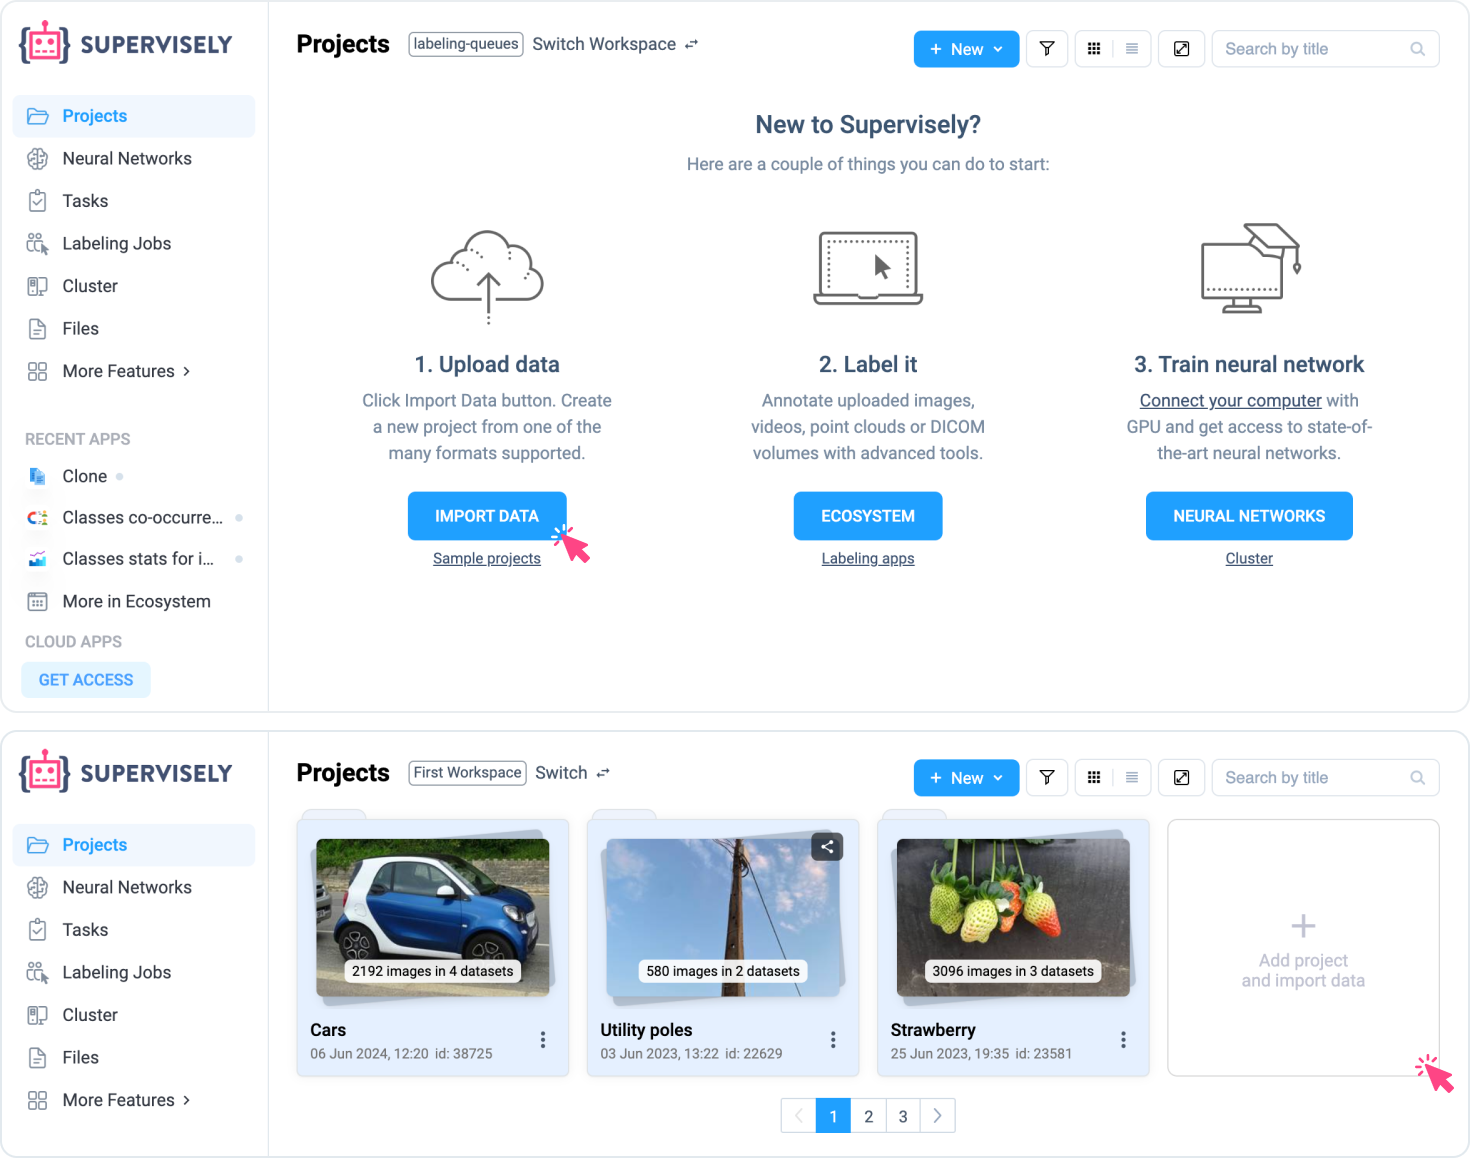 SUPERVISELY
Projects
Neural Networks
Tasks
Labeling Jobs
Cluster
Files
More Features
RECENT APPS
Clone
Classes co-occurre...
Classes stats for i...
More in Ecosystem
CLOUD APPS
GET ACCESS
Projects labeling-queues Switch Workspace
+ New
Search by title
New to Supervisely?
Here are a couple of things you can do to start:
1. Upload data
Click Import Data button. Create
a new project from one of the
many formats supported.
IMPORT DATA
Sample projects
2. Label it
Annotate uploaded images,
videos, point clouds or DICOM
volumes with advanced tools.
ECOSYSTEM
Labeling apps
3. Train neural network
Connect your computer with
GPU and get access to state-of-
the-art neural networks.
NEURAL NETWORKS
Cluster
SUPERVISELY
Projects
Neural Networks
Tasks
Labeling Jobs
Cluster
Files
More Features
Projects First Workspace Switch
+ New
Search by title
2192 images in 4 datasets
Cars
06 Jun 2024, 12:20 id: 38725
580 images in 2 datasets
Utility poles
03 Jun 2023, 13:22 id: 22629
3096 images in 3 datasets
Strawberry
25 Jun 2023, 19:35 id: 23581
Add project
and import data
1 2 3